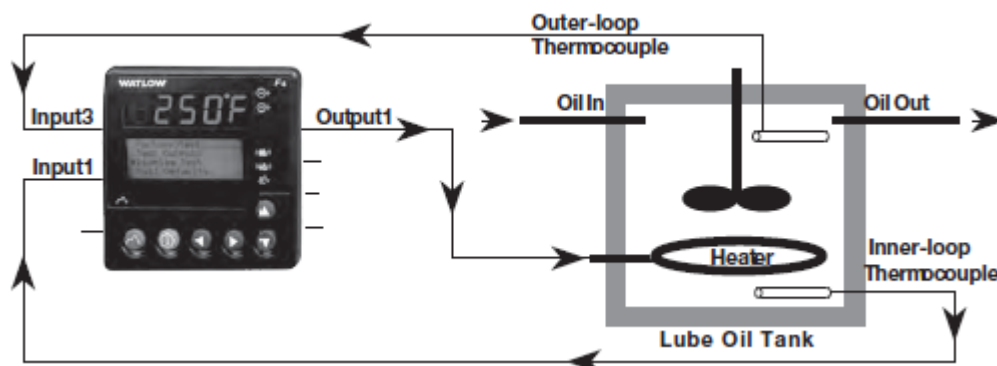 Outer-loop
Thermocouple
WATLOW
F4
250°F
Oil In
Oil Out
Input3
Output1
Input1
Inner-loop
Thermocouple
Heater
Lube Oil Tank